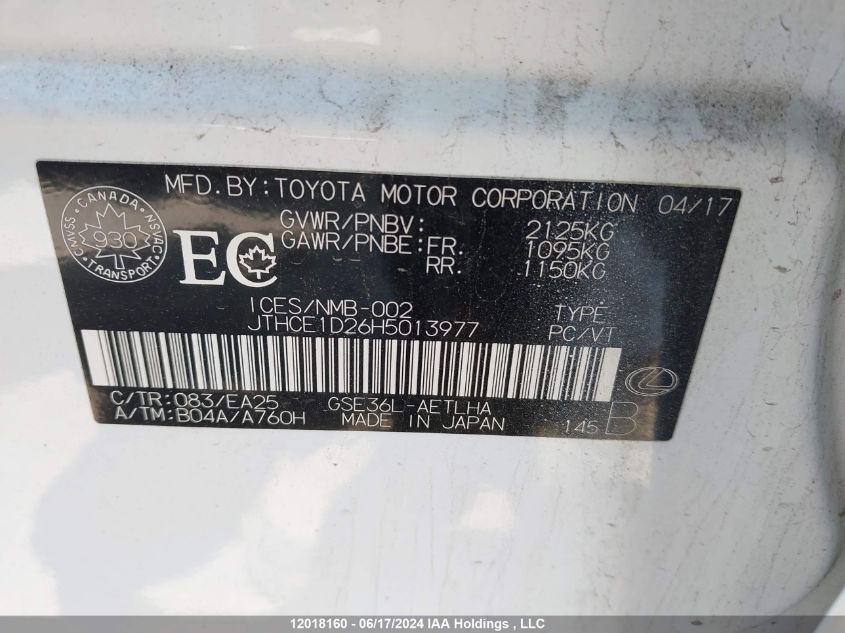 MFD.BY:TOYOTA MOTOR CORPORATION 04/17
CMVSS CANADA NSVAC
930
TRANSPORT
EC
GVWR/PNBV: 2125KG
GAWR/PNBE:FR. 1095KG
RR. 1150KG
ICES/NMB-002 TYPE
JTHCE1D26H5013977 PC/VT
C/TR:083/EA25 GSE36L-AETLHA
A/TM:B04A/A760H MADE IN JAPAN 145 B
12018160 - 06/17/2024 IAA Holdings , LLC